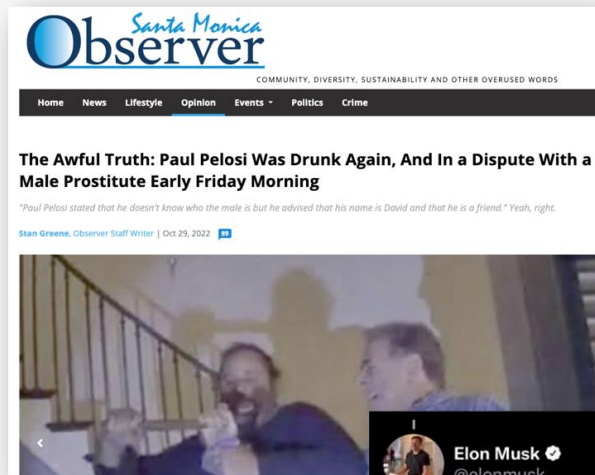 Santa Monica
Observer
COMMUNITY, DIVERSITY, SUSTAINABILITY AND OTHER OVERUSED WORDS
Home News Lifestyle Opinion Events Politics Crime
The Awful Truth: Paul Pelosi Was Drunk Again, And In a Dispute With a
Male Prostitute Early Friday Morning
"Paul Pelosi stated that he doesn't know who the male is but he advised that his name is David and that he is a friend." Yeah, right.
Stan Greene, Observer Staff Writer | Oct 29, 2022 89
Elon Musk
@elonmusk